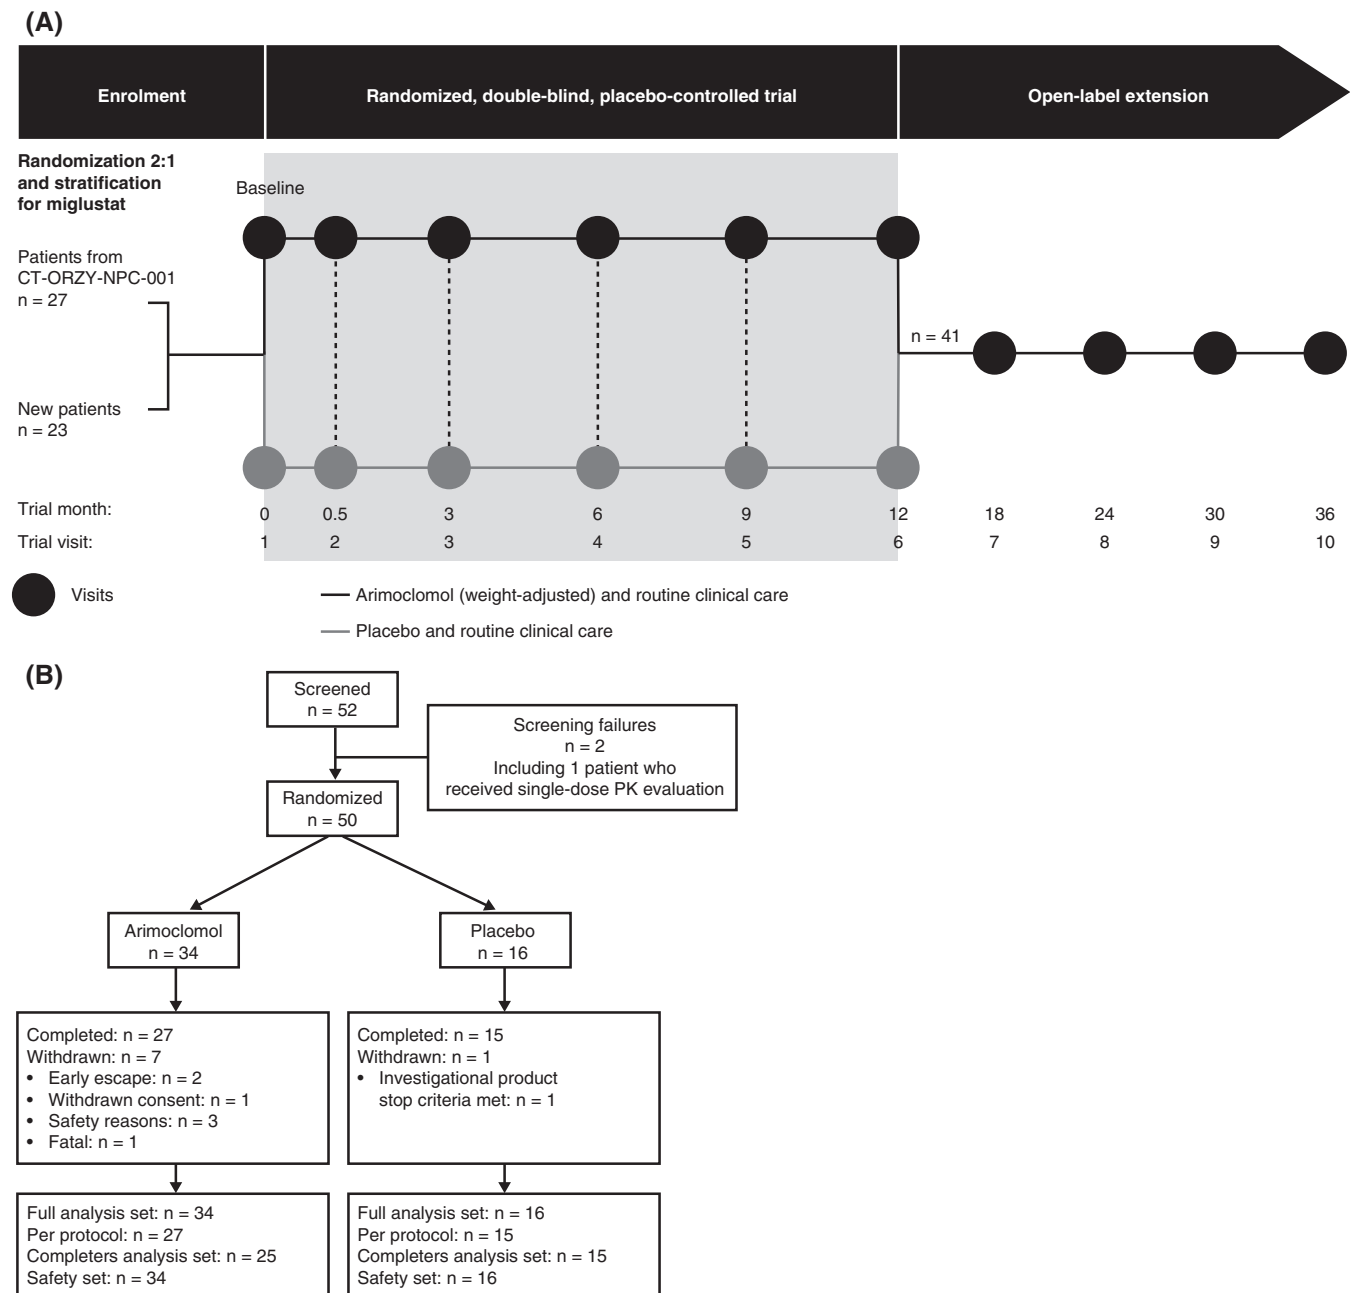 (A)
Enrolment
Randomized, double-blind, placebo-controlled trial
Open-label extension
Randomization 2:1
and stratification
for miglustat
Baseline
Patients from
CT-ORZY-NPC-001
n = 27
n = 41
New patients
n = 23
Trial month: 0 0.5 3 6 9 12 18 24 30 36
Trial visit: 1 2 3 4 5 6 7 8 9 10
Visits
Arimoclomol (weight-adjusted) and routine clinical care
Placebo and routine clinical care
(B)
Screened
n = 52
Screening failures
n = 2
Including 1 patient who
received single-dose PK evaluation
Randomized
n = 50
Arimoclomol
n = 34
Placebo
n = 16
Completed: n = 27
Withdrawn: n = 7
• Early escape: n = 2
• Withdrawn consent: n = 1
• Safety reasons: n = 3
• Fatal: n = 1
Completed: n = 15
Withdrawn: n = 1
• Investigational product
stop criteria met: n = 1
Full analysis set: n = 34
Per protocol: n = 27
Completers analysis set: n = 25
Safety set: n = 34
Full analysis set: n = 16
Per protocol: n = 15
Completers analysis set: n = 15
Safety set: n = 16